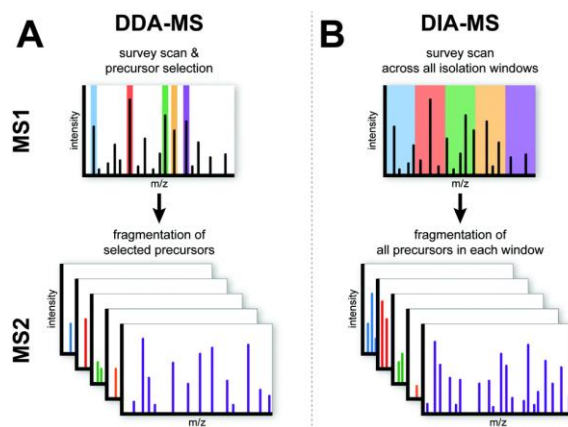 A
DDA-MS
survey scan &
precursor selection
MS1
intensity
m/z
fragmentation of
selected precursors
MS2
intensity
m/z
B
DIA-MS
survey scan
across all isolation windows
intensity
m/z
fragmentation of
all precursors in each window
intensity
m/z